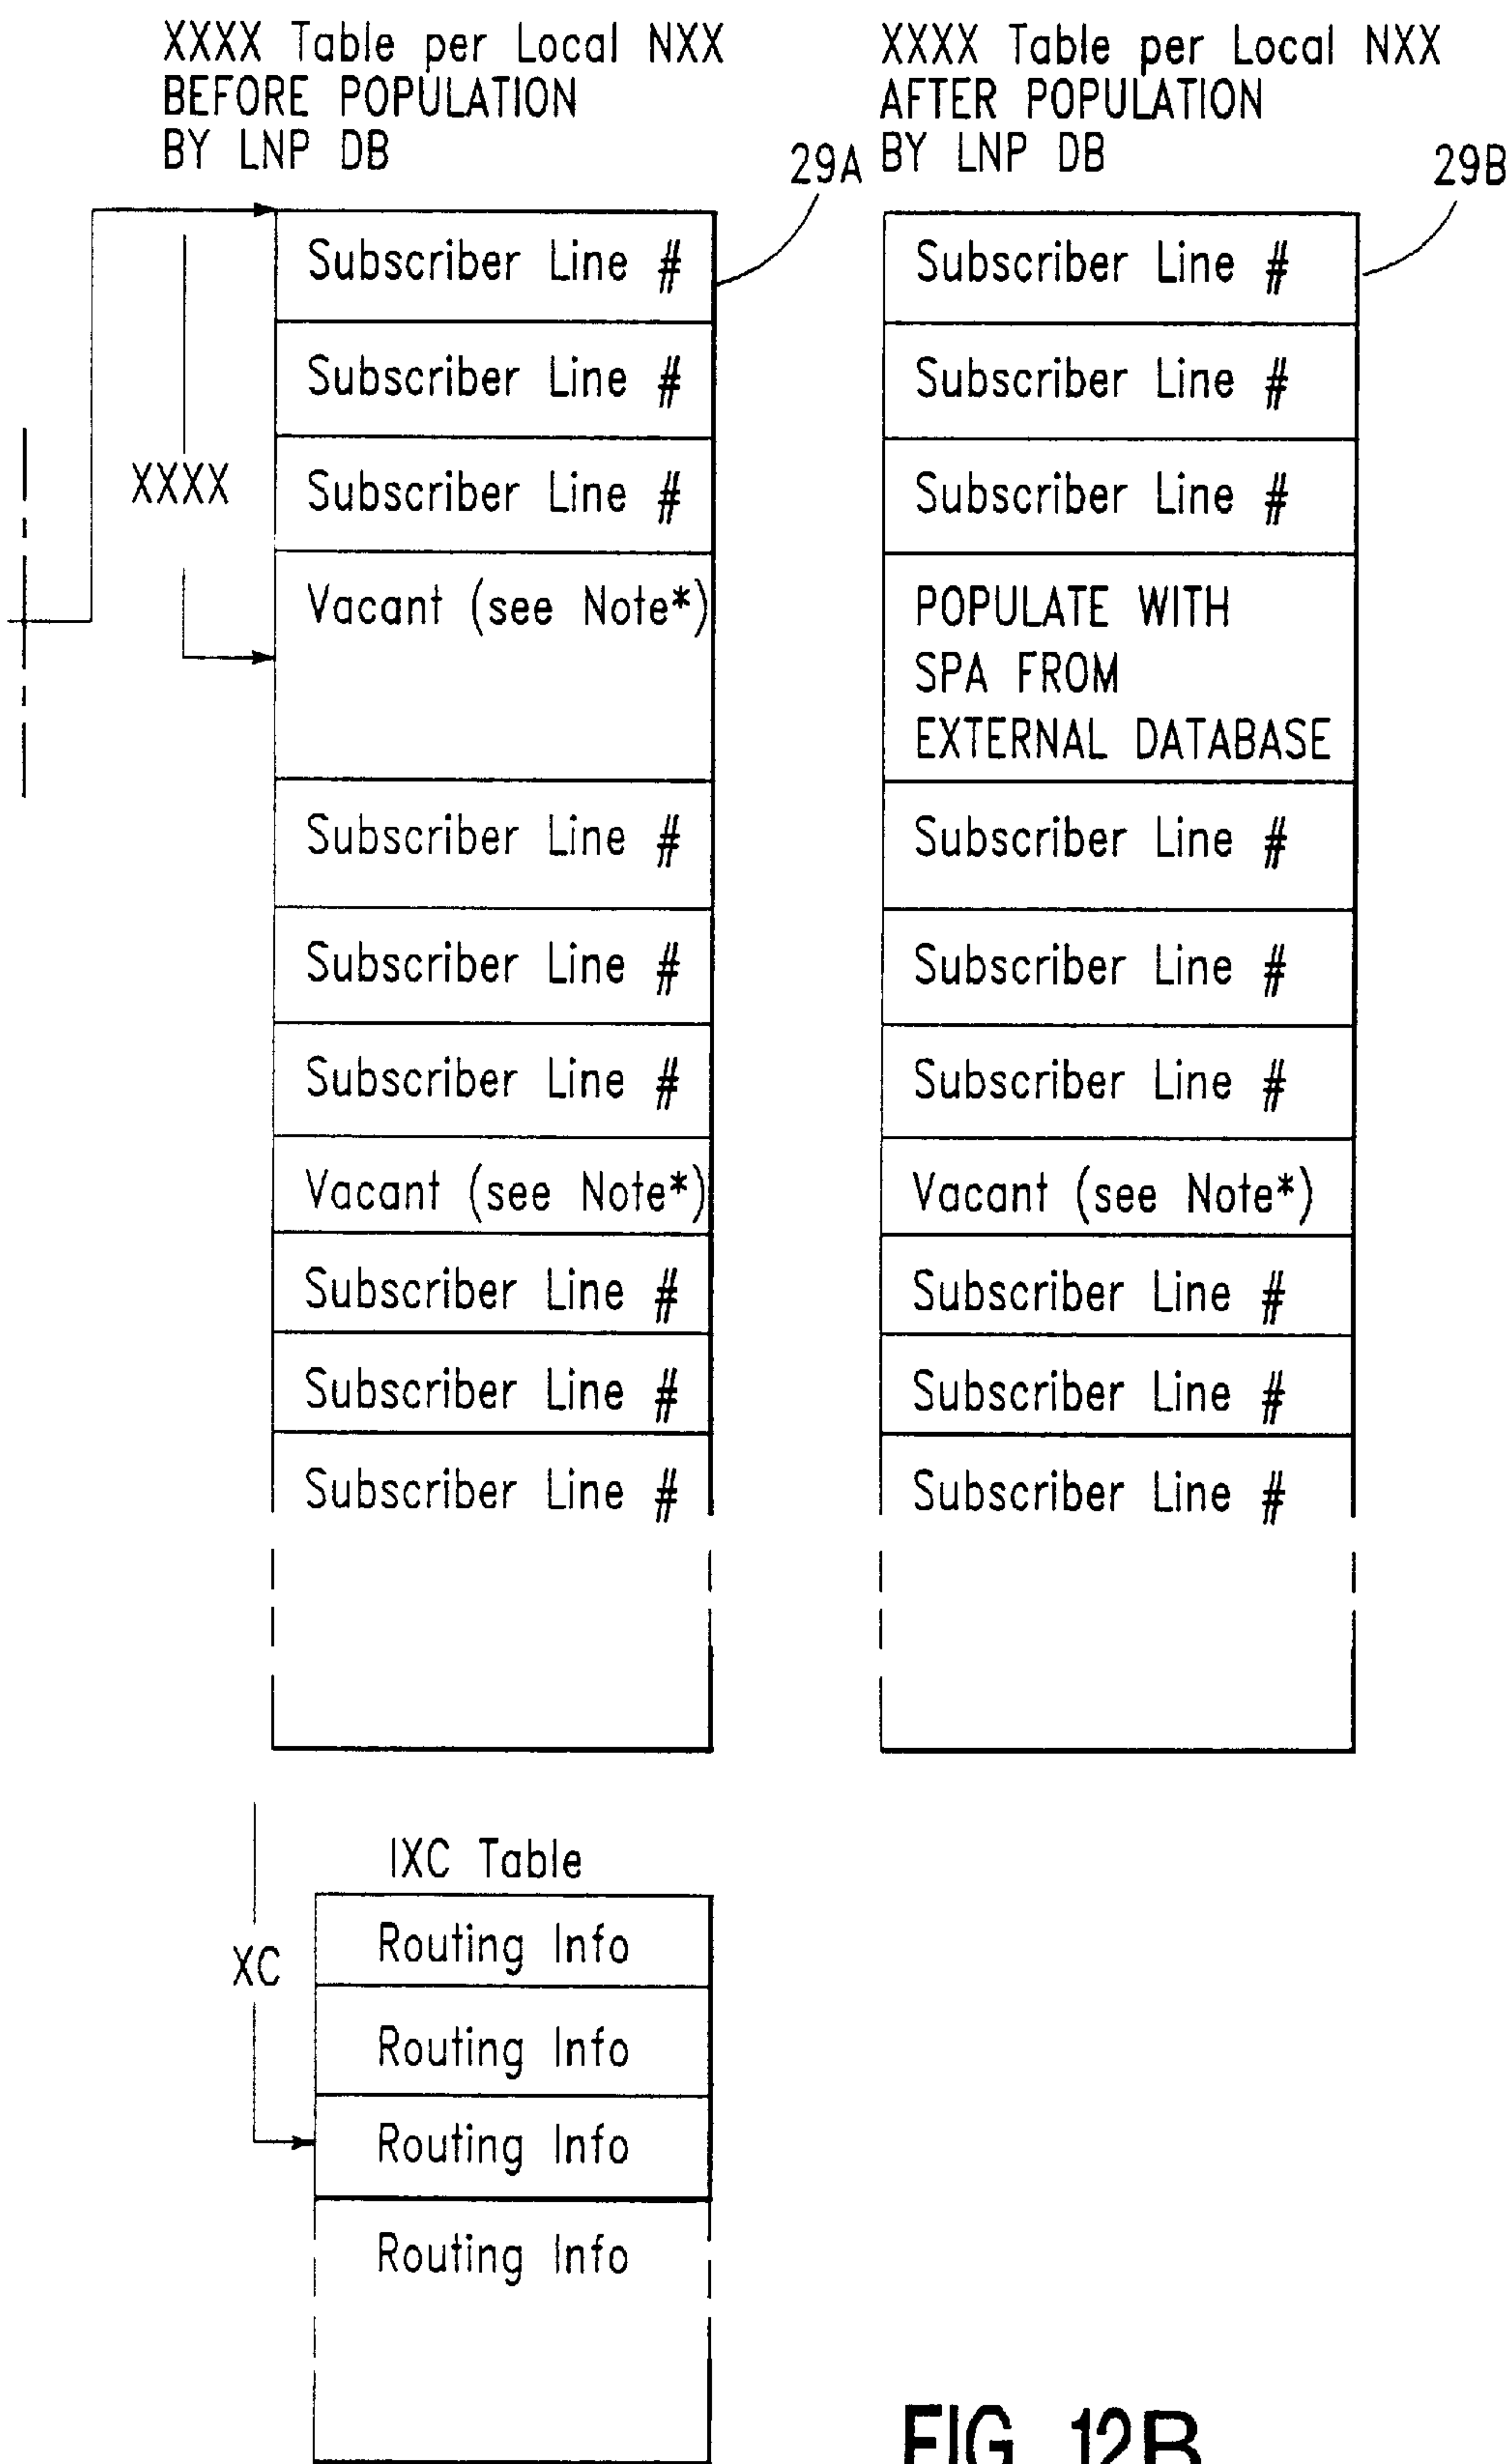 XXXX Table per Local NXX
BEFORE POPULATION
BY LNP DB
29A
XXXX Table per Local NXX
AFTER POPULATION
BY LNP DB
29B
XXXX
Subscriber Line #
Subscriber Line #
Subscriber Line #
Vacant (see Note*)
Subscriber Line #
Subscriber Line #
Subscriber Line #
Vacant (see Note*)
Subscriber Line #
Subscriber Line #
Subscriber Line #
Subscriber Line #
Subscriber Line #
Subscriber Line #
POPULATE WITH
SPA FROM
EXTERNAL DATABASE
Subscriber Line #
Subscriber Line #
Subscriber Line #
Vacant (see Note*)
Subscriber Line #
Subscriber Line #
Subscriber Line #
IXC Table
XC
Routing Info
Routing Info
Routing Info
Routing Info
FIG. 12B